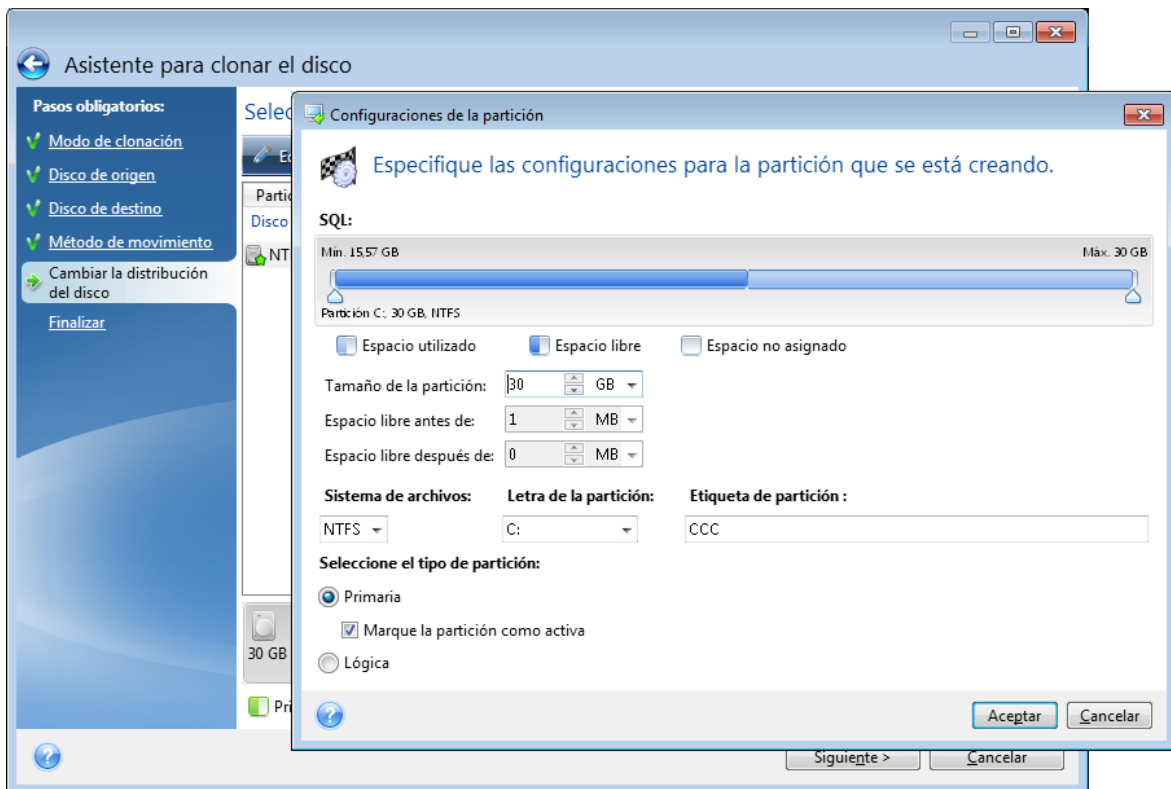 Asistente para clonar el disco
Pasos obligatorios:
Modo de clonación
Disco de origen
Disco de destino
Método de movimiento
Cambiar la distribución
del disco
Finalizar
Disco
30 GB
Configuraciones de la partición
Especifique las configuraciones para la partición que se está creando.
SQL:
Mín. 15,57 GB Máx. 30 GB
Partición C:, 30 GB, NTFS
Espacio utilizado Espacio libre Espacio no asignado
Tamaño de la partición: 30 GB
Espacio libre antes de: 1 MB
Espacio libre después de: 0 MB
Sistema de archivos: Letra de la partición: Etiqueta de partición :
NTFS C: CCC
Seleccione el tipo de partición:
Primaria
Marque la partición como activa
Lógica
Aceptar Cancelar
Siguiente > Cancelar